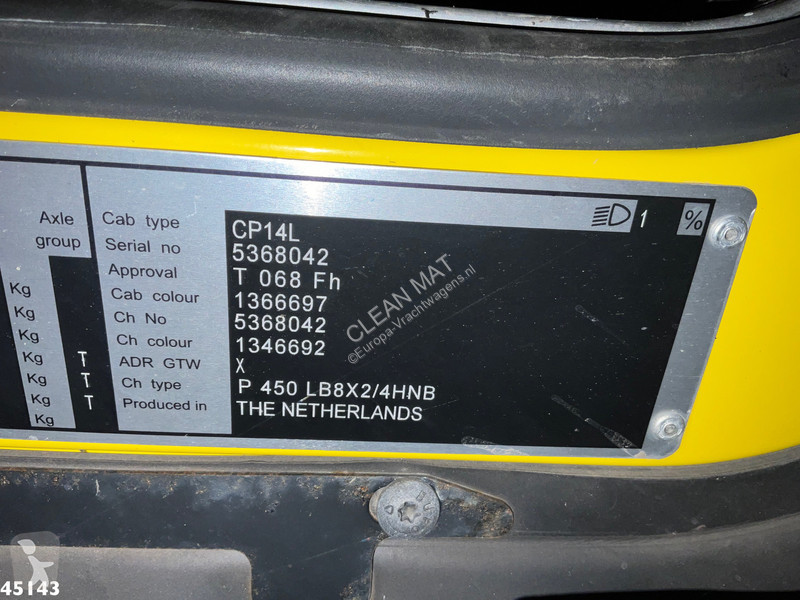 1 %
Axle group
Cab type CP14L
Serial no 5368042
Approval T 068 Fh
Kg Cab colour 1366697
Kg Ch No 5368042
Kg Ch colour 1346692
Kg T ADR GTW X
Kg T Ch type P 450 LB8X2/4HNB
Kg T Produced in THE NETHERLANDS
Kg
CLEAN MAT
©Europa-Vrachtwagens.nl
45143